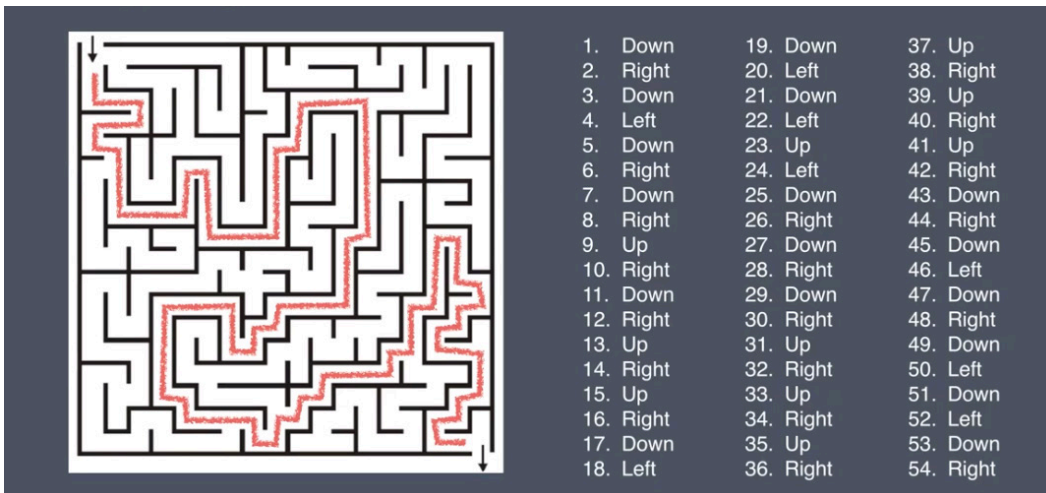 1. Down
2. Right
3. Down
4. Left
5. Down
6. Right
7. Down
8. Right
9. Up
10. Right
11. Down
12. Right
13. Up
14. Right
15. Up
16. Right
17. Down
18. Left
19. Down
20. Left
21. Down
22. Left
23. Up
24. Left
25. Down
26. Right
27. Down
28. Right
29. Down
30. Right
31. Up
32. Right
33. Up
34. Right
35. Up
36. Right
37. Up
38. Right
39. Up
40. Right
41. Up
42. Right
43. Down
44. Right
45. Down
46. Left
47. Down
48. Right
49. Down
50. Left
51. Down
52. Left
53. Down
54. Right